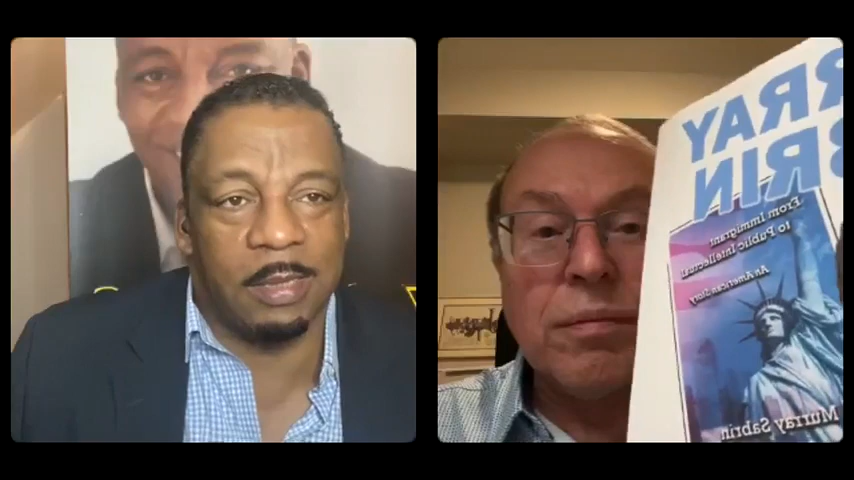 RRAY
BRIN
From Immigrant
to Public Intellectual
An American Story
Murray Sabrin